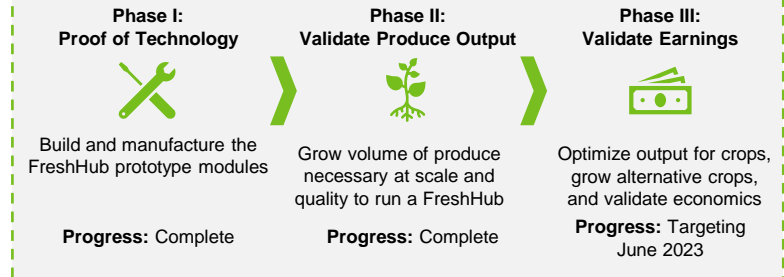 Phase I:
Proof of Technology
Build and manufacture the
FreshHub prototype modules
Progress: Complete
Phase II:
Validate Produce Output
Grow volume of produce
necessary at scale and
quality to run a FreshHub
Progress: Complete
Phase III:
Validate Earnings
Optimize output for crops,
grow alternative crops,
and validate economics
Progress: Targeting
June 2023